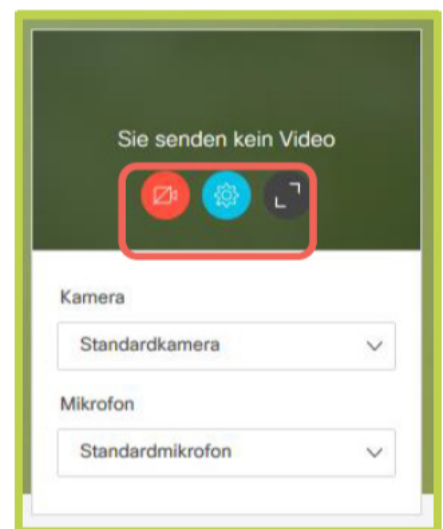 Sie senden kein Video
Kamera
Standardkamera
Mikrofon
Standardmikrofon